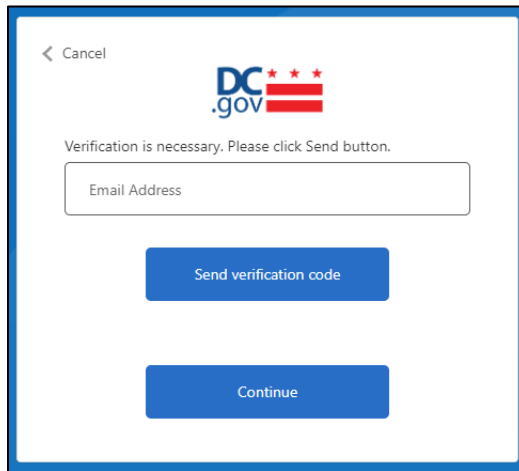 Cancel
DC
.gov
Verification is necessary. Please click Send button.
Email Address
Send verification code
Continue